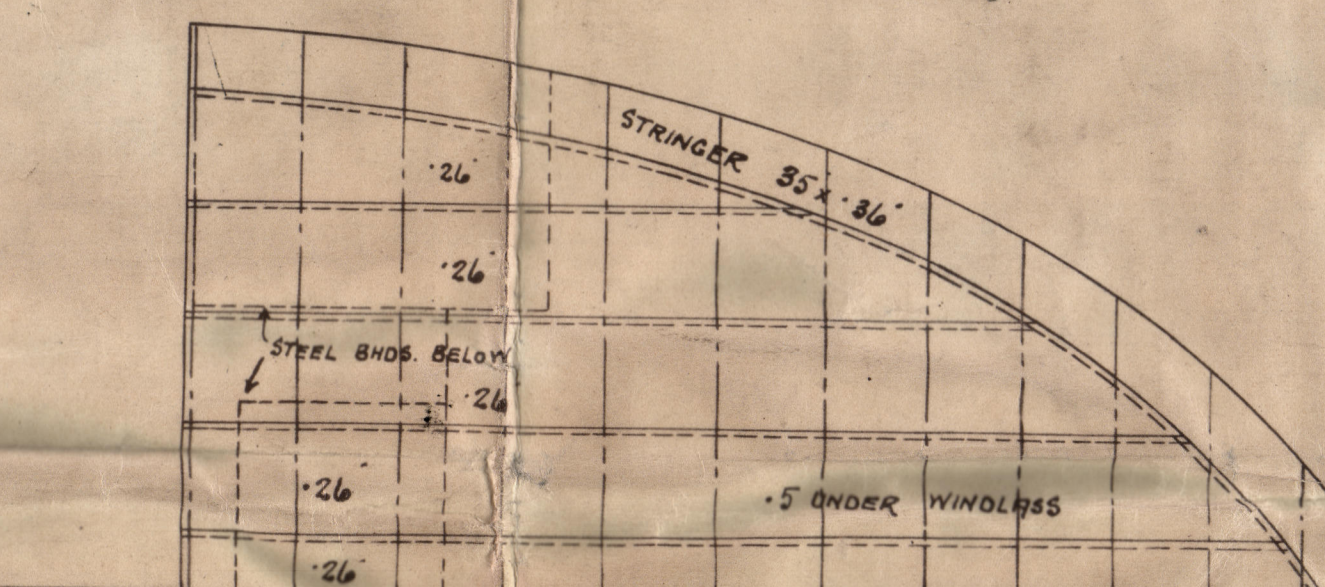 STRINGER 35 x .36"
.26"
.26"
STEEL BHDS. BELOW
.26
.26"
.5 UNDER WINDLASS
.26"